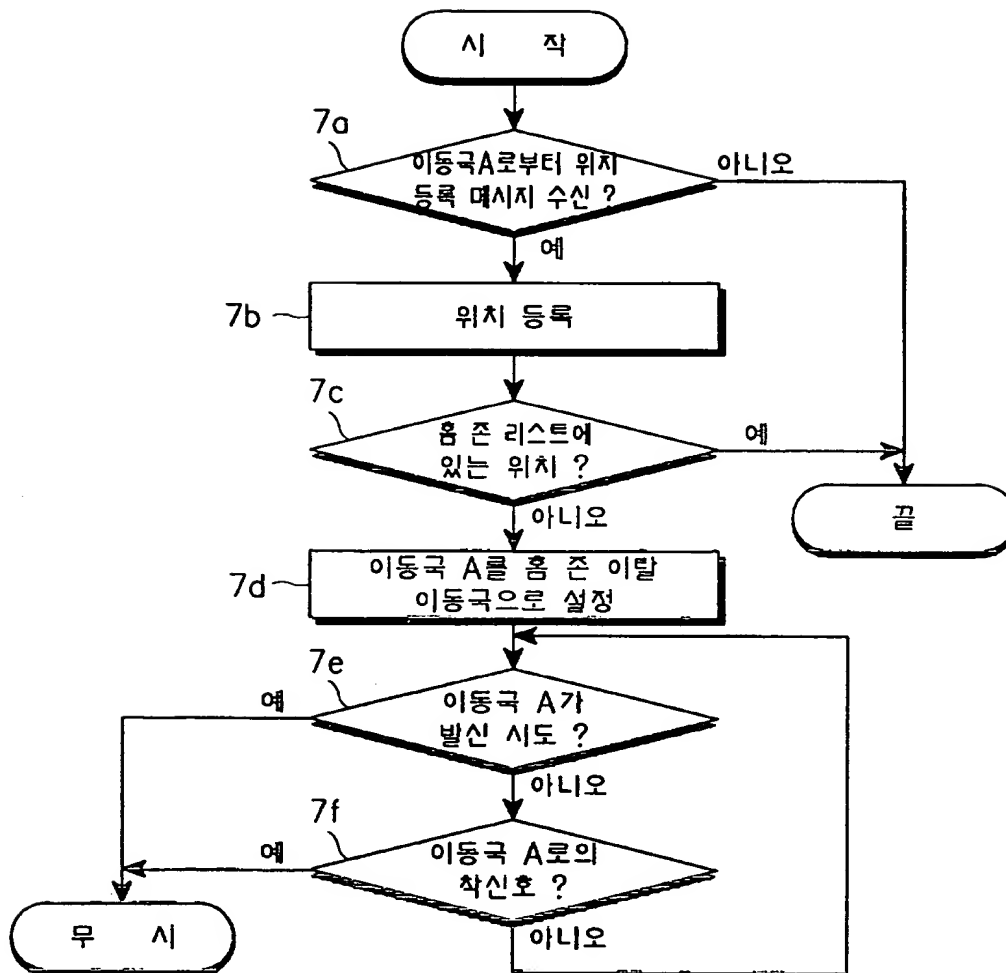 시 작
7a
이동국A로부터 위치
등록 메시지 수신 ?
아니오
예
7b
위치 등록
7c
홈 존 리스트에
있는 위치 ?
예
아니오
끝
7d
이동국 A를 홈 존 이탈
이동국으로 설정
7e
이동국 A가
발신 시도 ?
예
아니오
7f
이동국 A로의
착신호 ?
예
아니오
무 시